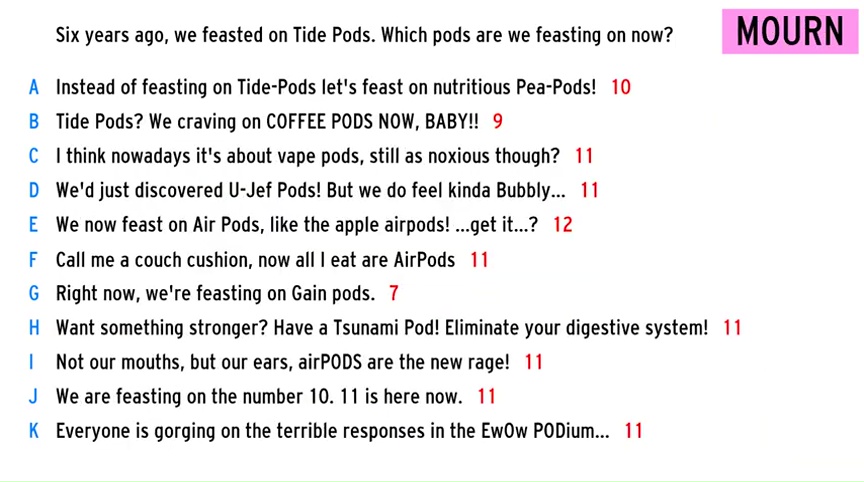 Six years ago, we feasted on Tide Pods. Which pods are we feasting on now?
MOURN
A Instead of feasting on Tide-Pods let's feast on nutritious Pea-Pods! 10
B Tide Pods? We craving on COFFEE PODS NOW, BABY!! 9
C I think nowadays it's about vape pods, still as noxious though? 11
D We'd just discovered U-Jef Pods! But we do feel kinda Bubbly... 11
E We now feast on Air Pods, like the apple airpods! ...get it...? 12
F Call me a couch cushion, now all I eat are AirPods 11
G Right now, we're feasting on Gain pods. 7
H Want something stronger? Have a Tsunami Pod! Eliminate your digestive system! 11
I Not our mouths, but our ears, airPODS are the new rage! 11
J We are feasting on the number 10. 11 is here now. 11
K Everyone is gorging on the terrible responses in the EwOw PODium... 11